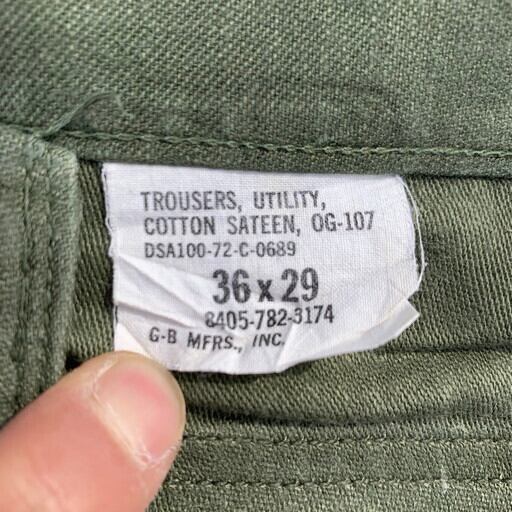 TROUSERS, UTILITY,
COTTON SATEEN, OG-107
DSA100-72-C-0689
36 x 29
8405-782-3174
G-B MFRS., INC.